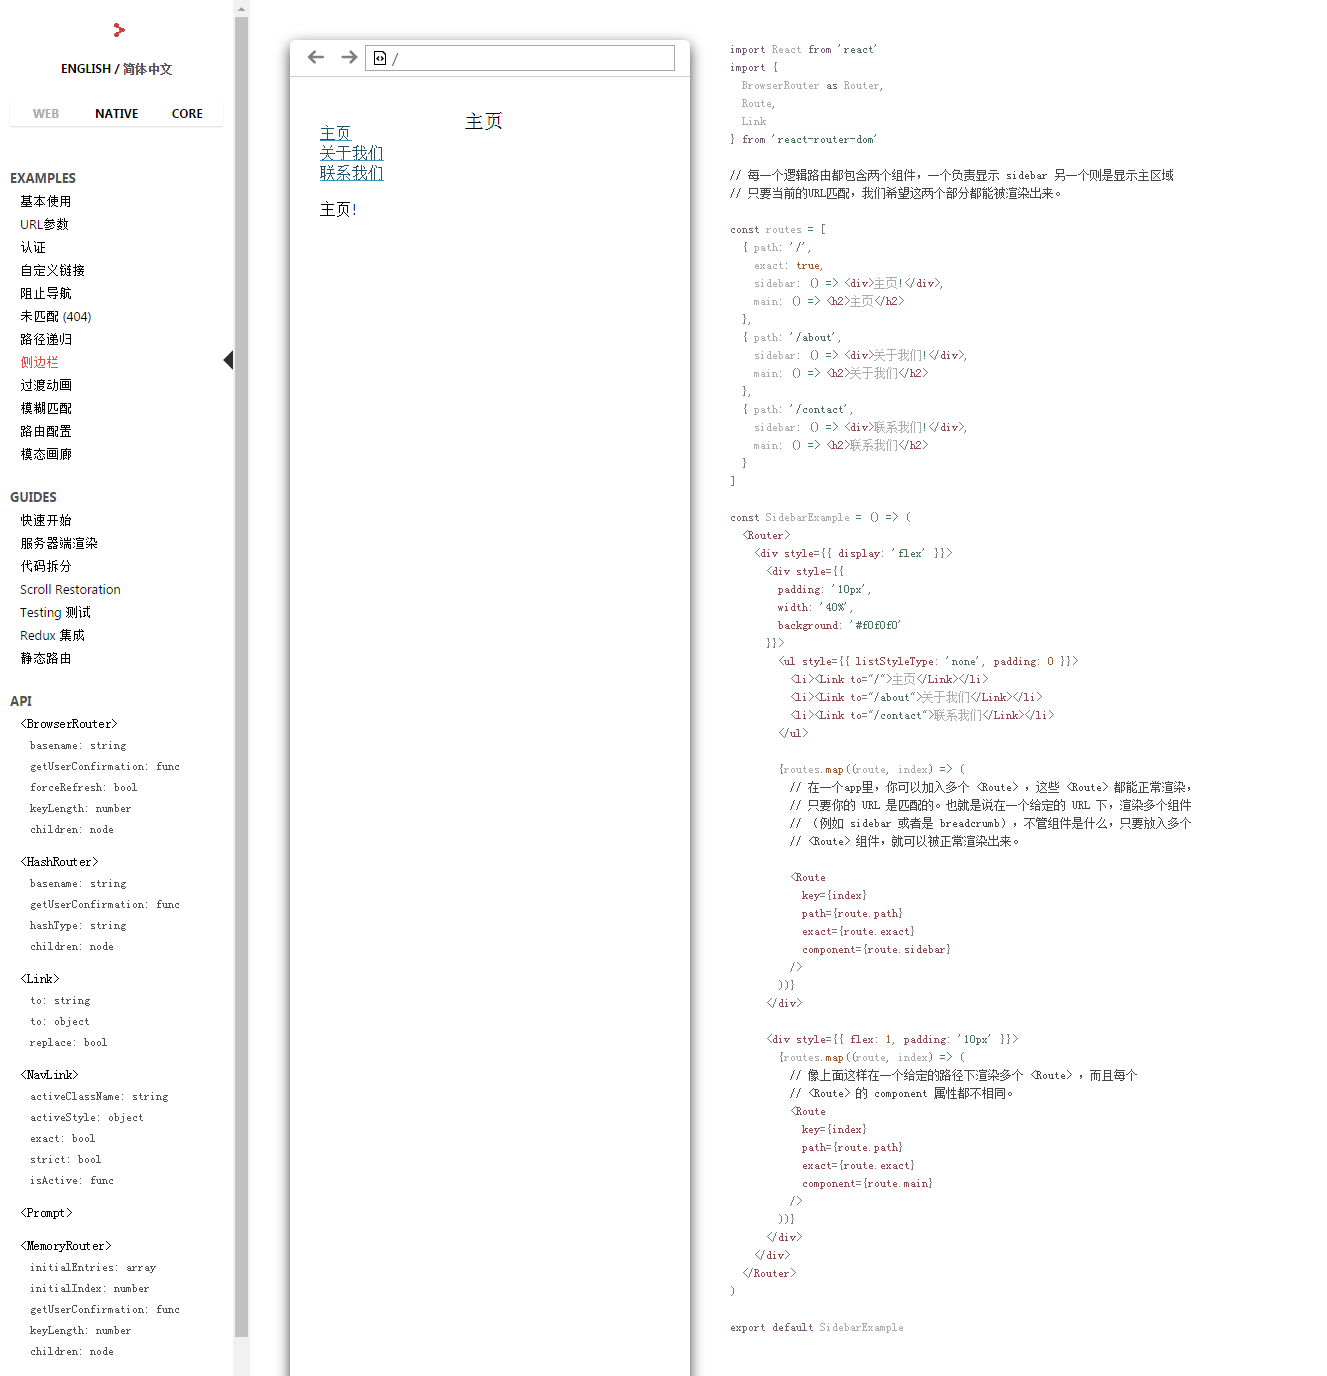 ENGLISH / 简体中文
WEB NATIVE CORE
EXAMPLES
基本使用
URL参数
认证
自定义链接
阻止导航
未匹配 (404)
路径递归
侧边栏
过渡动画
模糊匹配
路由配置
模态画廊
GUIDES
快速开始
服务器端渲染
代码拆分
Scroll Restoration
Testing 测试
Redux 集成
静态路由
API
<BrowserRouter>
basename: string
getUserConfirmation: func
forceRefresh: bool
keyLength: number
children: node
<HashRouter>
basename: string
getUserConfirmation: func
hashType: string
children: node
<Link>
to: string
to: object
replace: bool
<NavLink>
activeClassName: string
activeStyle: object
exact: bool
strict: bool
isActive: func
<Prompt>
<MemoryRouter>
initialEntries: array
initialIndex: number
getUserConfirmation: func
keyLength: number
children: node
/
主页
关于我们
联系我们
主页!
主页
import React from 'react'
import {
  BrowserRouter as Router,
  Route,
  Link
} from 'react-router-dom'
// 每一个逻辑路由都包含两个组件，一个负责显示 sidebar 另一个则是显示主区域
// 只要当前的URL匹配，我们希望这两个部分都能被渲染出来。
const routes = [
  { path: '/',
    exact: true,
    sidebar: () => <div>主页!</div>,
    main: () => <h2>主页</h2>
  },
  { path: '/about',
    sidebar: () => <div>关于我们!</div>,
    main: () => <h2>关于我们</h2>
  },
  { path: '/contact',
    sidebar: () => <div>联系我们!</div>,
    main: () => <h2>联系我们</h2>
  }
]
const SidebarExample = () => (
  <Router>
    <div style={{ display: 'flex' }}>
      <div style={{
        padding: '10px',
        width: '40%',
        background: '#f0f0f0'
      }}>
        <ul style={{ listStyleType: 'none', padding: 0 }}>
          <li><Link to="/">主页</Link></li>
          <li><Link to="/about">关于我们</Link></li>
          <li><Link to="/contact">联系我们</Link></li>
        </ul>
        {routes.map((route, index) => (
          // 在一个app里，你可以加入多个 <Route> ，这些 <Route> 都能正常渲染，
          // 只要你的 URL 是匹配的。也就是说在一个给定的 URL 下，渲染多个组件
          // （例如 sidebar 或者是 breadcrumb），不管组件是什么，只要放入多个
          // <Route> 组件，就可以被正常渲染出来。
          <Route
            key={index}
            path={route.path}
            exact={route.exact}
            component={route.sidebar}
          />
        ))}
      </div>
      <div style={{ flex: 1, padding: '10px' }}>
        {routes.map((route, index) => (
          // 像上面这样在一个给定的路径下渲染多个 <Route> ，而且每个
          // <Route> 的 component 属性都不相同。
          <Route
            key={index}
            path={route.path}
            exact={route.exact}
            component={route.main}
          />
        ))}
      </div>
    </div>
  </Router>
)
export default SidebarExample